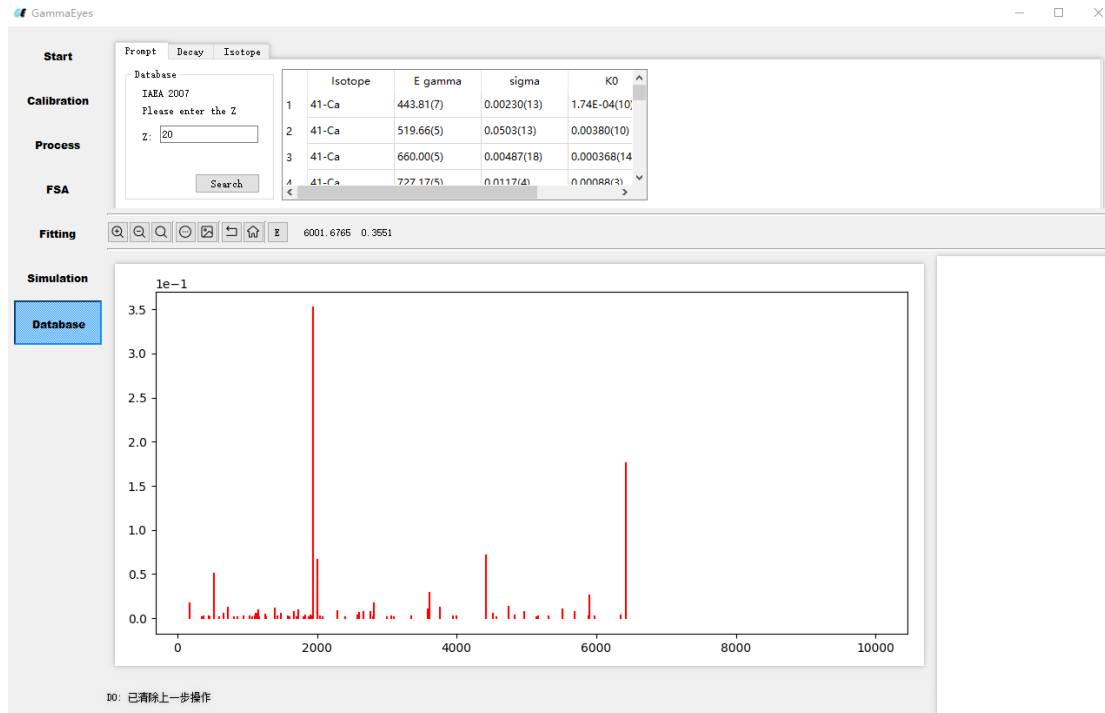 GammaEyes
Start
Calibration
Process
FSA
Fitting
Simulation
Database
Prompt Decay Isotope
Database
IAEA 2007
Please enter the Z
Z: 20
Search
Isotope E gamma sigma K0
1 41-Ca 443.81(7) 0.00230(13) 1.74E-04(10)
2 41-Ca 519.66(5) 0.0503(13) 0.00380(10)
3 41-Ca 660.00(5) 0.00487(18) 0.000368(14
4 41-Ca 727.17(5) 0.0117(4) 0.00088(3)
E 6001.6765 0.3551
1e−1
3.5
3.0
2.5
2.0
1.5
1.0
0.5
0.0
0 2000 4000 6000 8000 10000
DO: 已清除上一步操作